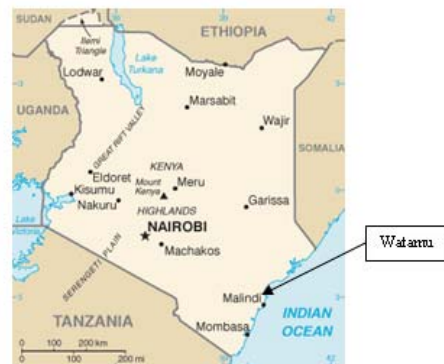 SUDAN
Ilemi
Triangle
ETHIOPIA
Lake
Turkana
Moyale
Lodwar
Marsabit
UGANDA
Wajir
GREAT RIFT VALLEY
SOMALIA
Eldoret
KENYA
Kisumu
Mount
Kenya
Meru
Nakuru
HIGHLANDS
Garissa
Lake
Victoria
NAIROBI
Machakos
SERENGETI PLAIN
Watamu
Malindi
TANZANIA
INDIAN
OCEAN
Mombasa
0 100 200 km
0 100 200 mi